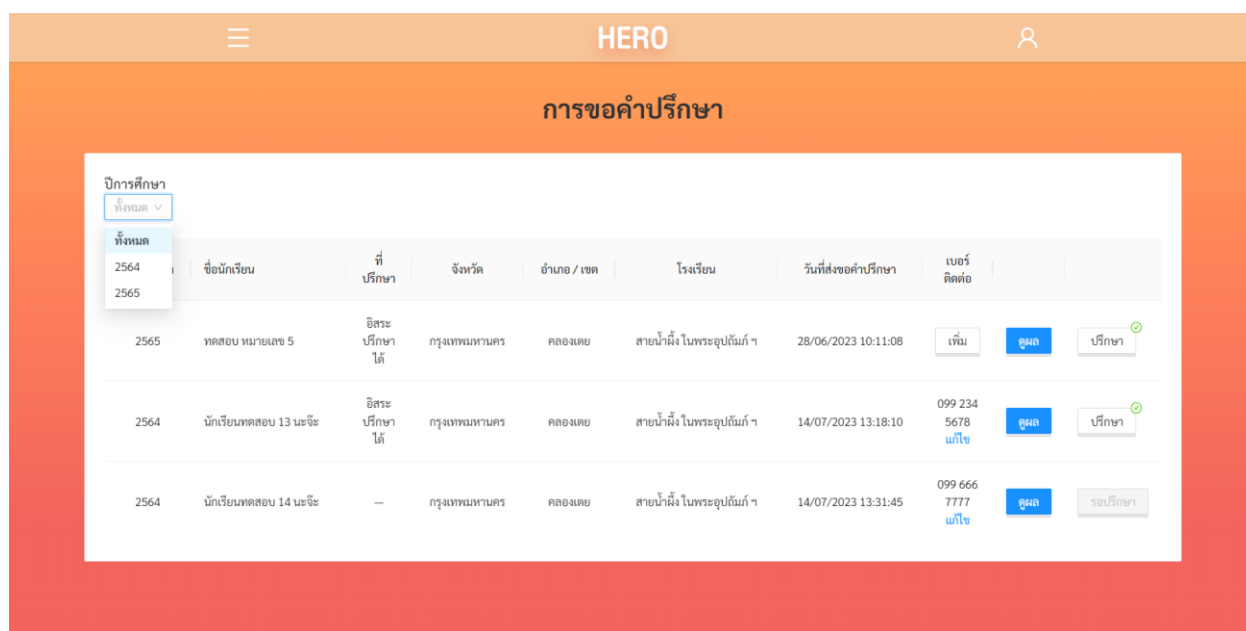 HERO
การขอคำปรึกษา
ปีการศึกษา
ทั้งหมด
ทั้งหมด
2564
2565
ชื่อนักเรียน
ที่
ปรึกษา
จังหวัด
อำเภอ / เขต
โรงเรียน
วันที่ส่งขอคำปรึกษา
เบอร์
ติดต่อ
2565
ทดสอบ หมายเลข 5
อิสระ
ปรึกษา
ได้
กรุงเทพมหานคร
คลองเตย
สายน้ำผึ้ง ในพระอุปถัมภ์ ฯ
28/06/2023 10:11:08
เพิ่ม
ดูผล
ปรึกษา
2564
นักเรียนทดสอบ 13 นะจ๊ะ
อิสระ
ปรึกษา
ได้
กรุงเทพมหานคร
คลองเตย
สายน้ำผึ้ง ในพระอุปถัมภ์ ฯ
14/07/2023 13:18:10
099 234
5678
แก้ไข
ดูผล
ปรึกษา
2564
นักเรียนทดสอบ 14 นะจ๊ะ
—
กรุงเทพมหานคร
คลองเตย
สายน้ำผึ้ง ในพระอุปถัมภ์ ฯ
14/07/2023 13:31:45
099 666
7777
แก้ไข
ดูผล
รอปรึกษา